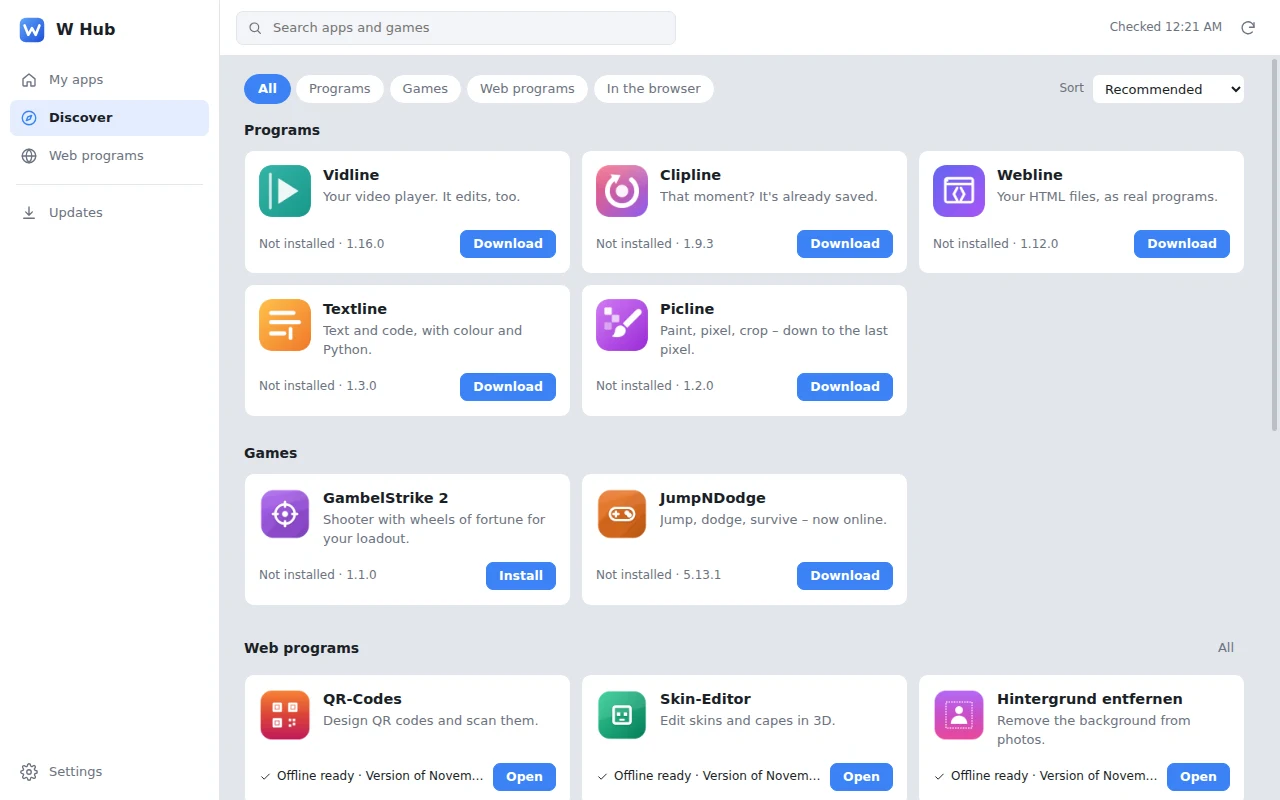 W Hub
Search apps and games
Checked 12:21 AM
My apps
Discover
Web programs
Updates
Settings
All
Programs
Games
Web programs
In the browser
Sort
Recommended
Programs
Vidline
Your video player. It edits, too.
Not installed · 1.16.0
Download
Clipline
That moment? It's already saved.
Not installed · 1.9.3
Download
Webline
Your HTML files, as real programs.
Not installed · 1.12.0
Download
Textline
Text and code, with colour and
Python.
Not installed · 1.3.0
Download
Picline
Paint, pixel, crop – down to the last
pixel.
Not installed · 1.2.0
Download
Games
GambelStrike 2
Shooter with wheels of fortune for
your loadout.
Not installed · 1.1.0
Install
JumpNDodge
Jump, dodge, survive – now online.
Not installed · 5.13.1
Download
Web programs
All
QR-Codes
Design QR codes and scan them.
Offline ready · Version of Novem…
Open
Skin-Editor
Edit skins and capes in 3D.
Offline ready · Version of Novem…
Open
Hintergrund entfernen
Remove the background from
photos.
Offline ready · Version of Novem…
Open